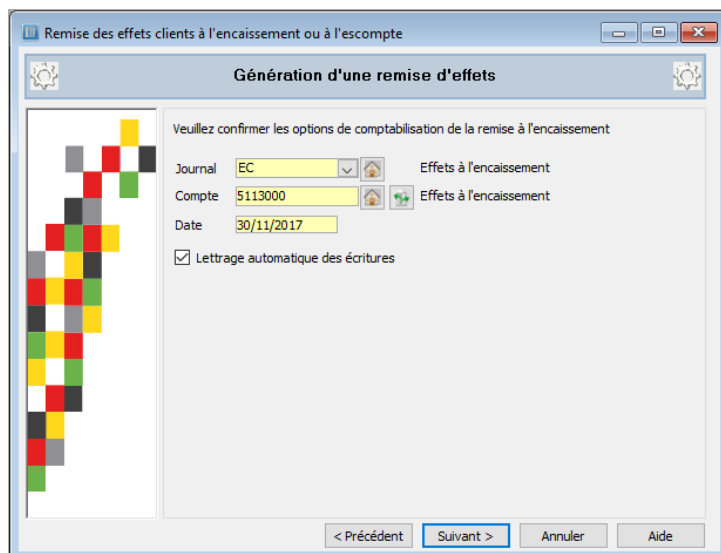 Remise des effets clients à l'encaissement ou à l'escompte
Génération d'une remise d'effets
Veuillez confirmer les options de comptabilisation de la remise à l'encaissement
Journal EC Effets à l'encaissement
Compte 5113000 Effets à l'encaissement
Date 30/11/2017
Lettrage automatique des écritures
< Précédent Suivant > Annuler Aide